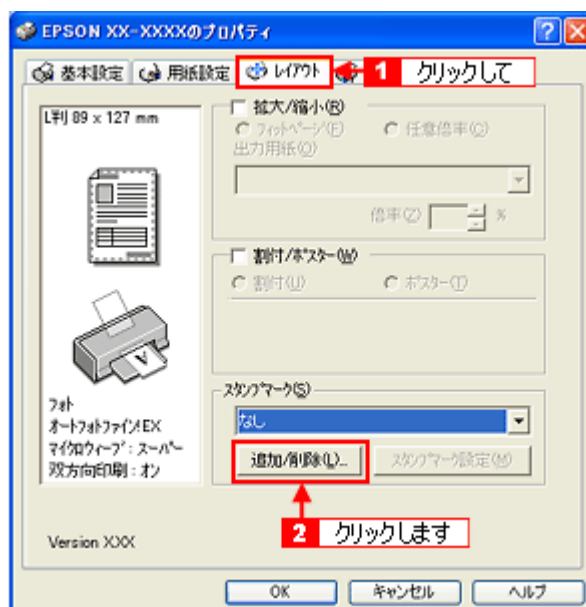 EPSON XX-XXXXのプロパティ
基本設定 用紙設定 レイアウト 1 クリックして
L判 89 x 127 mm
拡大/縮小(R)
フィットページ(F) 任意倍率(C)
出力用紙(O)
倍率(Z) %
割付/ポスター(W)
割付(U) ポスター(T)
スタンプマーク(S)
なし
追加/削除(L)... スタンプマーク設定(M)
フォト
オートフォトファイン!EX
マイクロウィーブ : スーパー
双方向印刷 : オン
2 クリックします
Version XXX
OK キャンセル ヘルプ